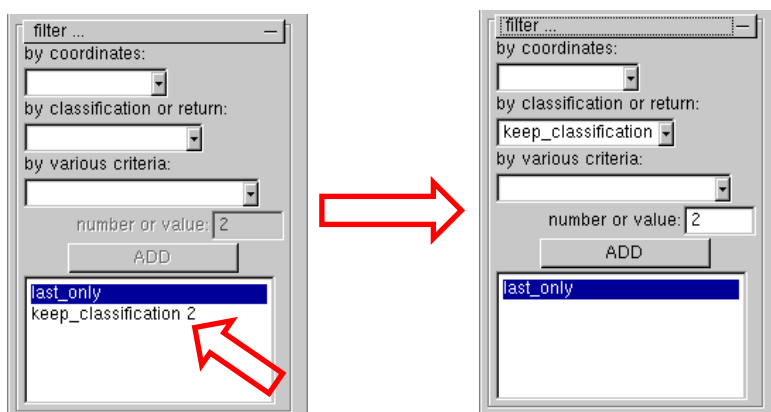 filter ...
by coordinates:
by classification or return:
by various criteria:
number or value: 2
ADD
last_only
keep_classification 2
filter ...
by coordinates:
by classification or return:
keep_classification
by various criteria:
number or value: 2
ADD
last_only